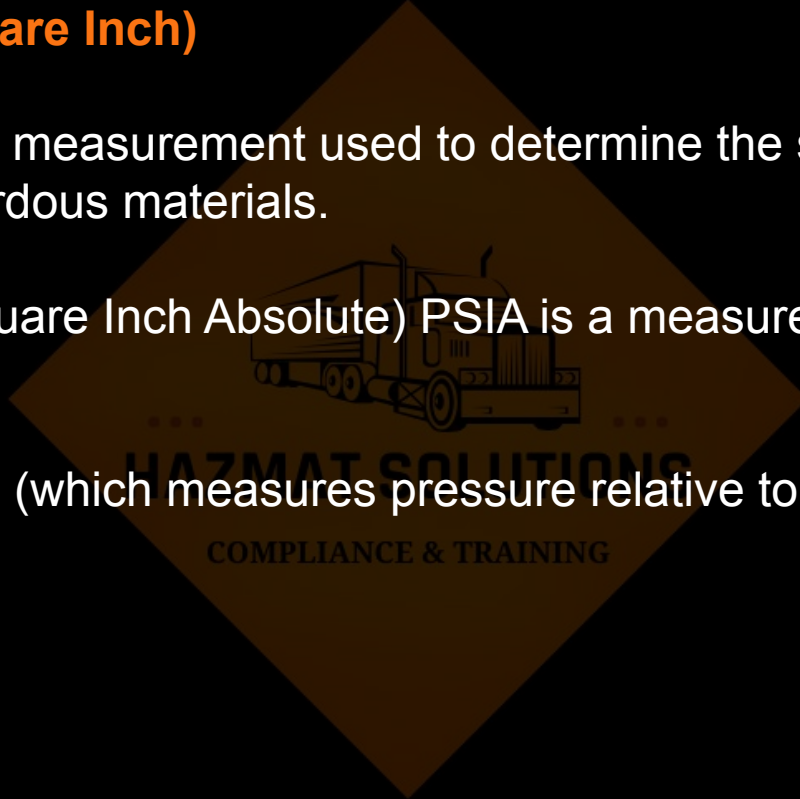 are Inch)
measurement used to determine the s
rdous materials.
uare Inch Absolute) PSIA is a measure
(which measures pressure relative to
HAZMAT SOLUTIONS
COMPLIANCE & TRAINING